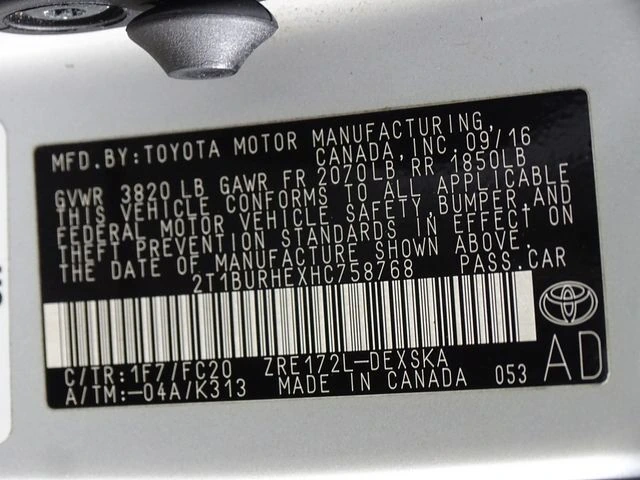 MFD.BY:TOYOTA MOTOR MANUFACTURING,
CANADA, INC. 09/16
GVWR 3820 LB GAWR FR 2070LB RR 1850LB
THIS VEHICLE CONFORMS TO ALL APPLICABLE
FEDERAL MOTOR VEHICLE SAFETY,BUMPER,AND
THEFT PREVENTION STANDARDS IN EFFECT ON
THE DATE OF MANUFACTURE SHOWN ABOVE.
2T1BURHEXHC758768 PASS.CAR
C/TR:1F7/FC20 ZRE172L-DEXSKA
A/TM:-04A/K313 MADE IN CANADA 053 AD